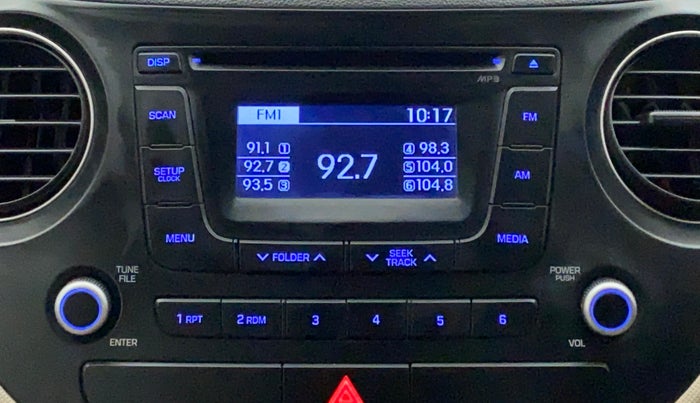 DISP
MP3
SCAN
FM1 10:17
FM
91.1 1
92.7 2
93.5 3
92.7
4 98.3
5 104.0
6 104.8
SETUP
CLOCK
AM
MENU
FOLDER
SEEK
TRACK
MEDIA
TUNE
FILE
POWER
PUSH
1 RPT
2 RDM
3
4
5
6
ENTER
VOL